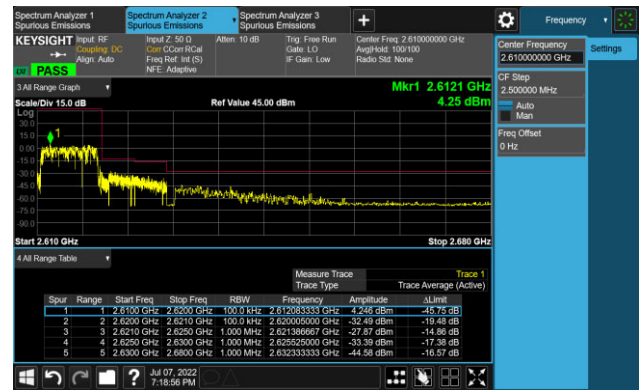 Spectrum Analyzer 1
Spurious Emissions
Spectrum Analyzer 2
Spurious Emissions
Spectrum Analyzer 3
Spurious Emissions
Frequency
KEYSIGHT
Input: RF
Coupling: DC
Align: Auto
Input Z: 50 Ω
Corr CCorr RCal
Freq Ref: Int (S)
NFE: Adaptive
Atten: 10 dB
Trig: Free Run
Gate: LO
IF Gain: Low
Center Freq: 2.610000000 GHz
Avg|Hold: 100/100
Radio Std: None
LXI
PASS
Center Frequency
2.610000000 GHz
Settings
CF Step
2.500000 MHz
Auto
Man
Freq Offset
0 Hz
3 All Range Graph
Mkr1 2.6121 GHz
4.25 dBm
Scale/Div 15.0 dB
Ref Value 45.00 dBm
Log
30.0
15.0
0.00
-15.0
-30.0
-45.0
-60.0
-75.0
-90.0
1
Start 2.610 GHz
Stop 2.680 GHz
4 All Range Table
Measure Trace Trace 1
Trace Type Trace Average (Active)
Spur Range Start Freq Stop Freq RBW Frequency Amplitude ΔLimit
1 1 2.6100 GHz 2.6200 GHz 100.0 kHz 2.612083333 GHz 4.246 dBm -45.75 dB
2 2 2.6200 GHz 2.6210 GHz 100.0 kHz 2.620005000 GHz -32.49 dBm -19.48 dB
3 3 2.6210 GHz 2.6250 GHz 1.000 MHz 2.621386667 GHz -27.87 dBm -14.86 dB
4 4 2.6250 GHz 2.6300 GHz 1.000 MHz 2.625525000 GHz -33.39 dBm -17.38 dB
5 5 2.6300 GHz 2.6800 GHz 1.000 MHz 2.632333333 GHz -44.58 dBm -16.57 dB
?
Jul 07, 2022
7:18:56 PM